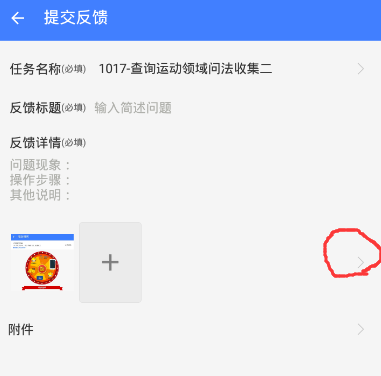 提交反馈
任务名称(必填) 1017-查询运动领域问法收集二
反馈标题(必填) 输入简述问题
反馈详情(必填)
问题现象：
操作步骤：
其他说明：
附件